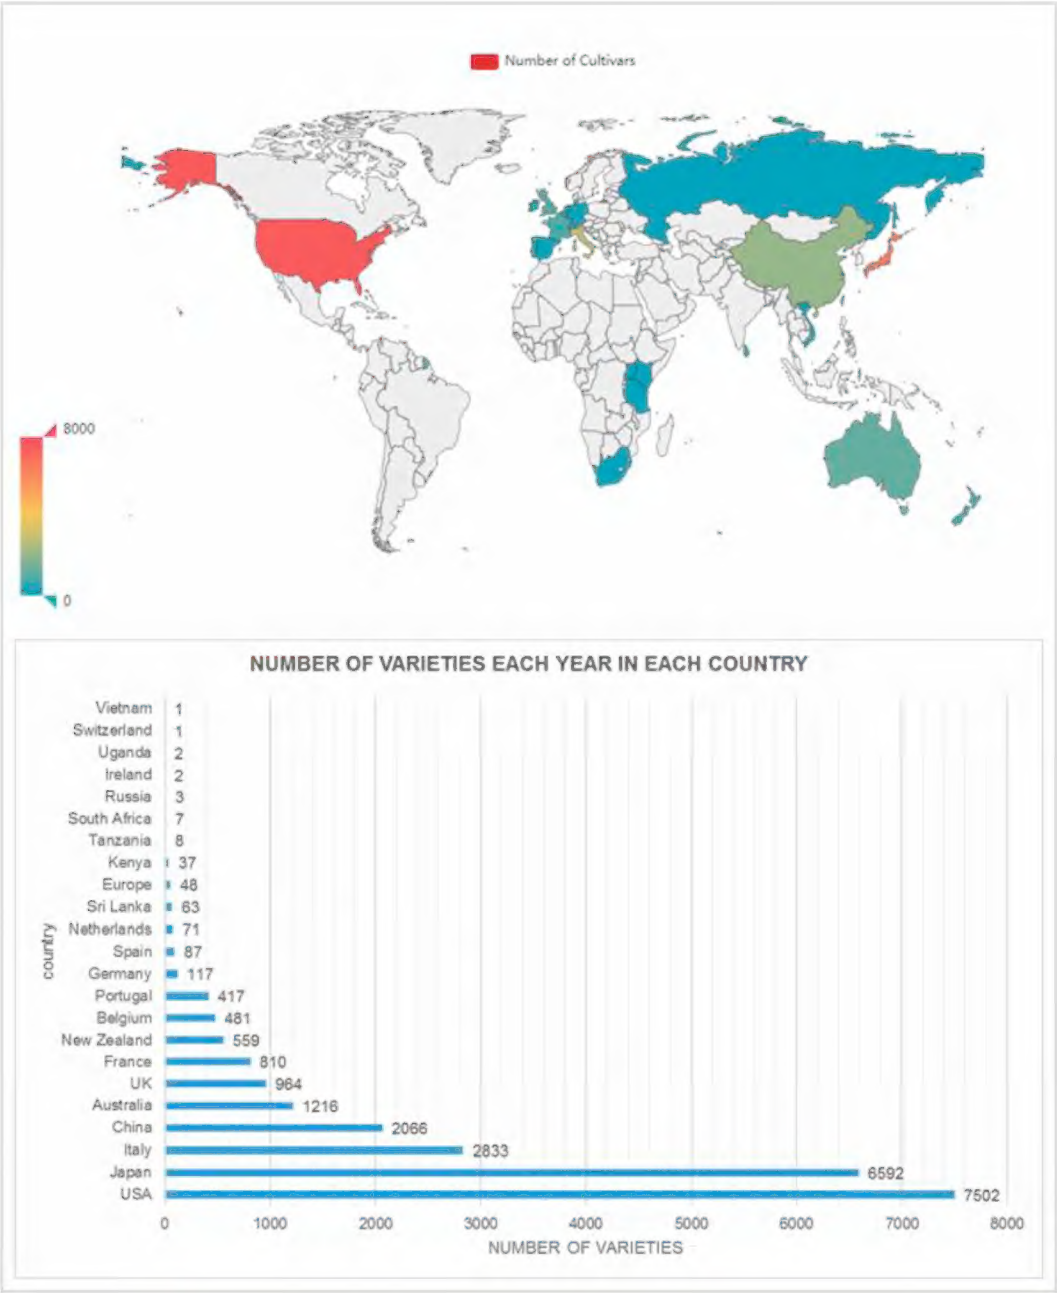 Number of Cultivars
8000
0
NUMBER OF VARIETIES EACH YEAR IN EACH COUNTRY
Vietnam 1
Switzerland 1
Uganda 2
Ireland 2
Russia 3
South Africa 7
Tanzania 8
Kenya 37
Europe 48
Sri Lanka 63
Netherlands 71
Spain 87
Germany 117
Portugal 417
Belgium 481
New Zealand 559
France 810
UK 964
Australia 1216
China 2066
Italy 2833
Japan 6592
USA 7502
country
0 1000 2000 3000 4000 5000 6000 7000 8000
NUMBER OF VARIETIES